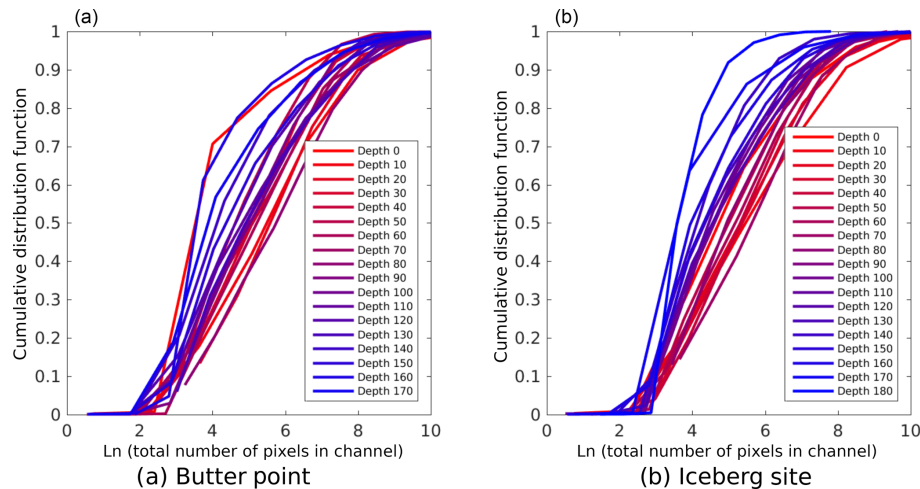 (a)
1
0.9
0.8
0.7
0.6
0.5
0.4
0.3
0.2
0.1
0
Cumulative distribution function
Depth 0
Depth 10
Depth 20
Depth 30
Depth 40
Depth 50
Depth 60
Depth 70
Depth 80
Depth 90
Depth 100
Depth 110
Depth 120
Depth 130
Depth 140
Depth 150
Depth 160
Depth 170
0 2 4 6 8 10
Ln (total number of pixels in channel)
(a) Butter point
(b)
1
0.9
0.8
0.7
0.6
0.5
0.4
0.3
0.2
0.1
0
Cumulative distribution function
Depth 0
Depth 10
Depth 20
Depth 30
Depth 40
Depth 50
Depth 60
Depth 70
Depth 80
Depth 90
Depth 100
Depth 110
Depth 120
Depth 130
Depth 140
Depth 150
Depth 160
Depth 170
Depth 180
0 2 4 6 8 10
Ln (total number of pixels in channel)
(b) Iceberg site